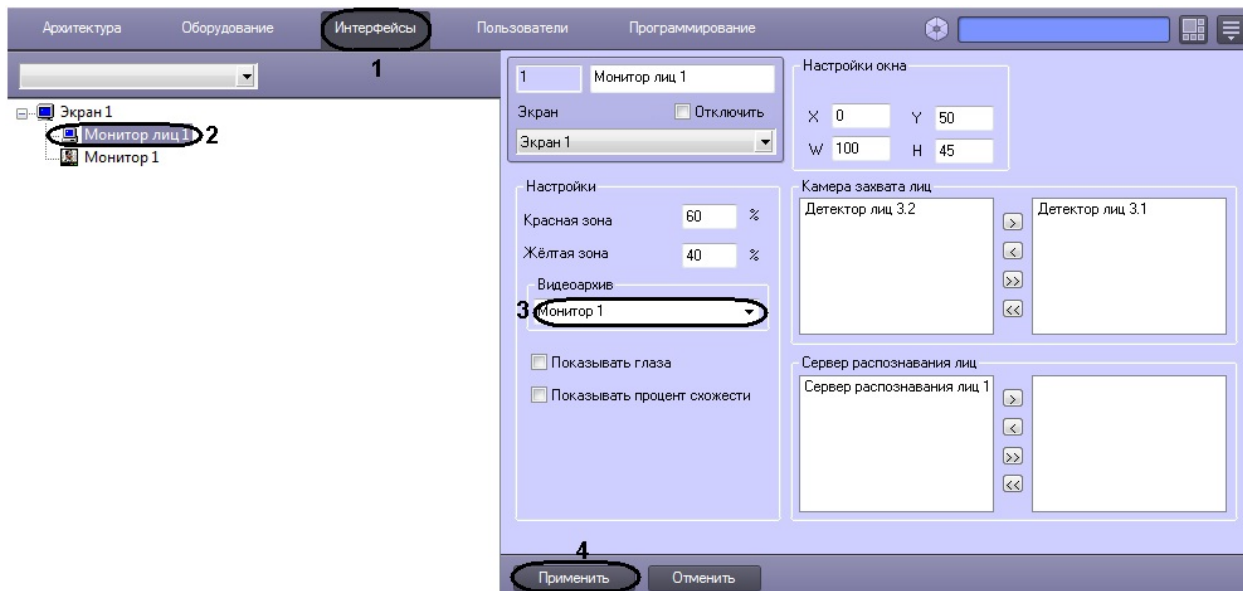 Архитектура Оборудование Интерфейсы Пользователи Программирование
1
Экран 1
Монитор лиц 1 2
Монитор 1
1 Монитор лиц 1
Экран Отключить
Экран 1
Настройки окна
X 0 Y 50
W 100 H 45
Настройки
Красная зона 60 %
Жёлтая зона 40 %
Видеоархив
3 Монитор 1
Показывать глаза
Показывать процент схожести
Камера захвата лиц
Детектор лиц 3.2 > Детектор лиц 3.1
<
>>
<<
Сервер распознавания лиц
Сервер распознавания лиц 1 >
<
>>
<<
4
Применить Отменить